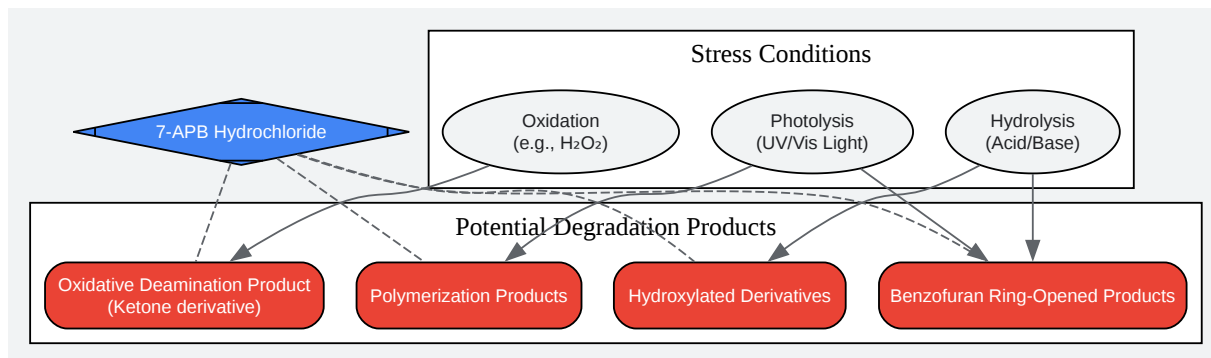 Stress Conditions
7-APB Hydrochloride
Oxidation
(e.g., H₂O₂)
Photolysis
(UV/Vis Light)
Hydrolysis
(Acid/Base)
Potential Degradation Products
Oxidative Deamination Product
(Ketone derivative)
Polymerization Products
Hydroxylated Derivatives
Benzofuran Ring-Opened Products